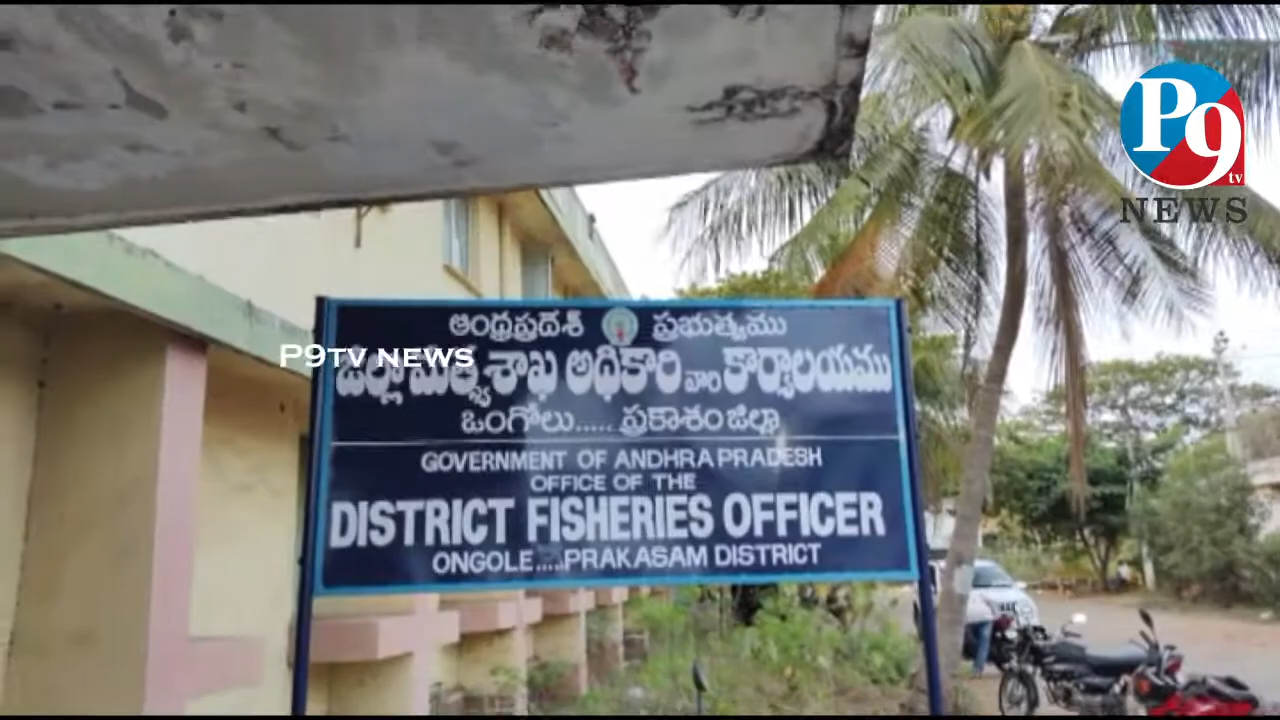 P9
tv
NEWS
ఆంధ్రప్రదేశ్ ప్రభుత్వము
P9TV NEWS
జిల్లా మత్స్యశాఖ అధికారి వారి కార్యాలయము
ఒంగోలు..... ప్రకాశం జిల్లా
GOVERNMENT OF ANDHRA PRADESH
OFFICE OF THE
DISTRICT FISHERIES OFFICER
ONGOLE.....PRAKASAM DISTRICT